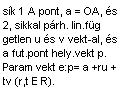 sík 1 A pont, a = OA, és
2, sikkal párh. lin.füg
getlen u és v vekt-al, és
a fut.pont hely.vekt p.
Param vekt e:p= a +ru +
tv (r,t E R).